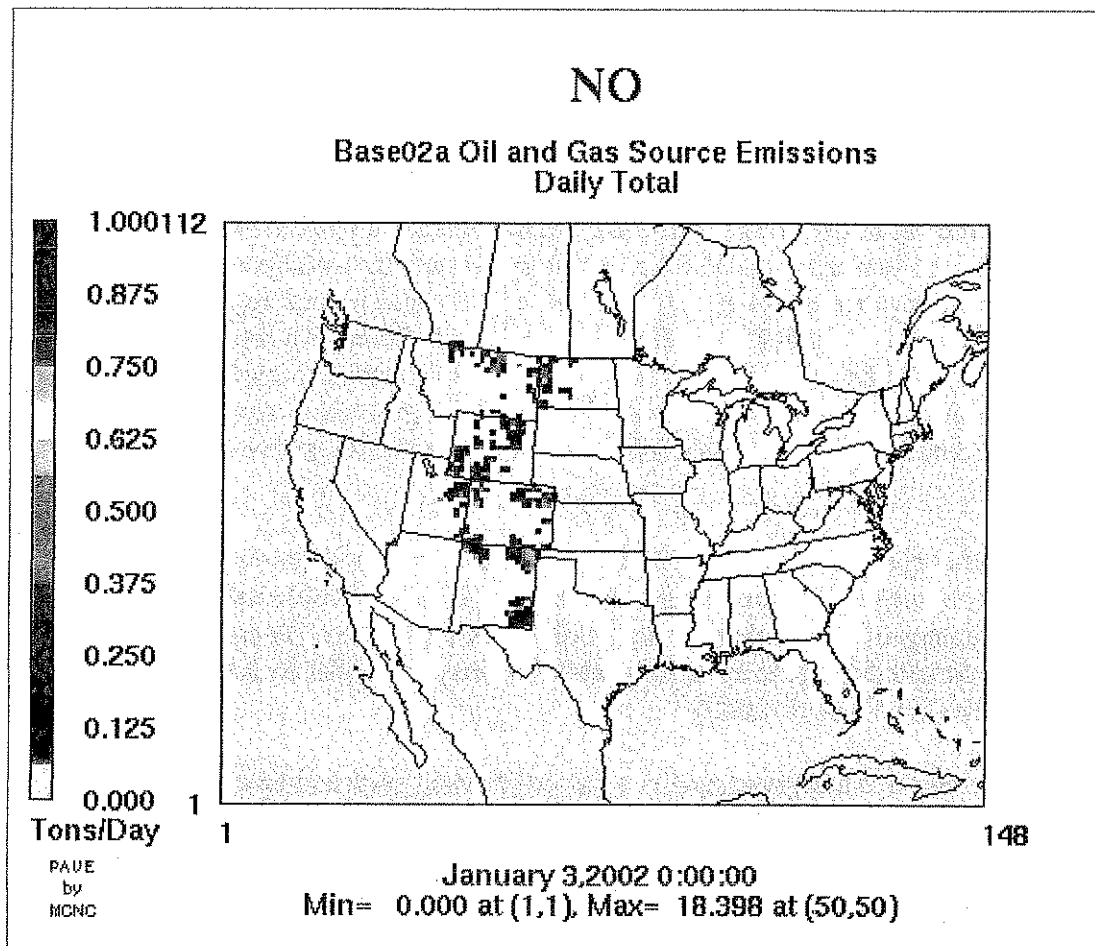 NO
Base02a Oil and Gas Source Emissions
Daily Total
1.000
0.875
0.750
0.625
0.500
0.375
0.250
0.125
0.000
Tons/Day
PAVE
by
MCNC
112
1
1
148
January 3,2002 0:00:00
Min= 0.000 at (1,1), Max= 18.398 at (50,50)